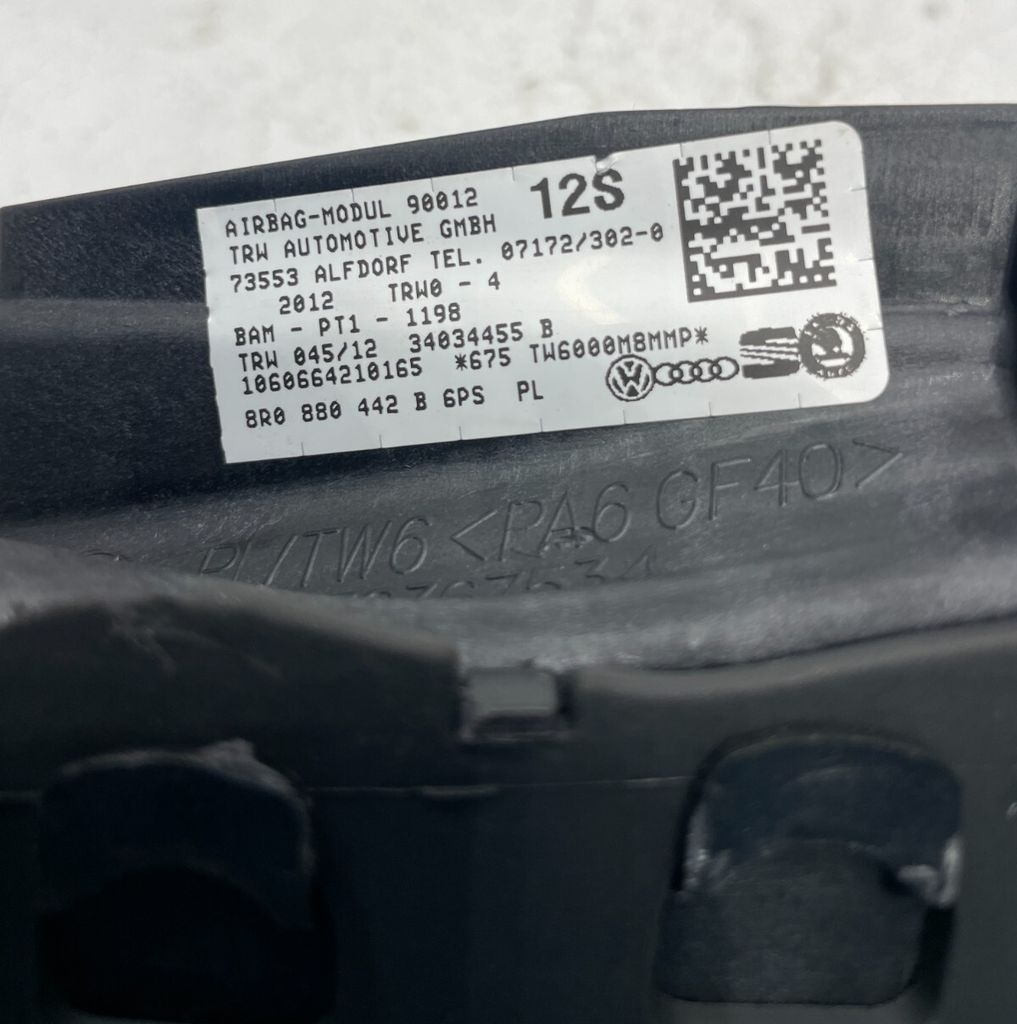 AIRBAG-MODUL 90012 12S
TRW AUTOMOTIVE GMBH
73553 ALFDORF TEL. 07172/302-0
2012 TRW0 - 4
BAM - PT1 - 1198
TRW 045/12 34034455 B
1060664210165 *675 TW6000M8MMP*
8R0 880 442 B 6PS PL
PL/TW6 <PA6 GF40>